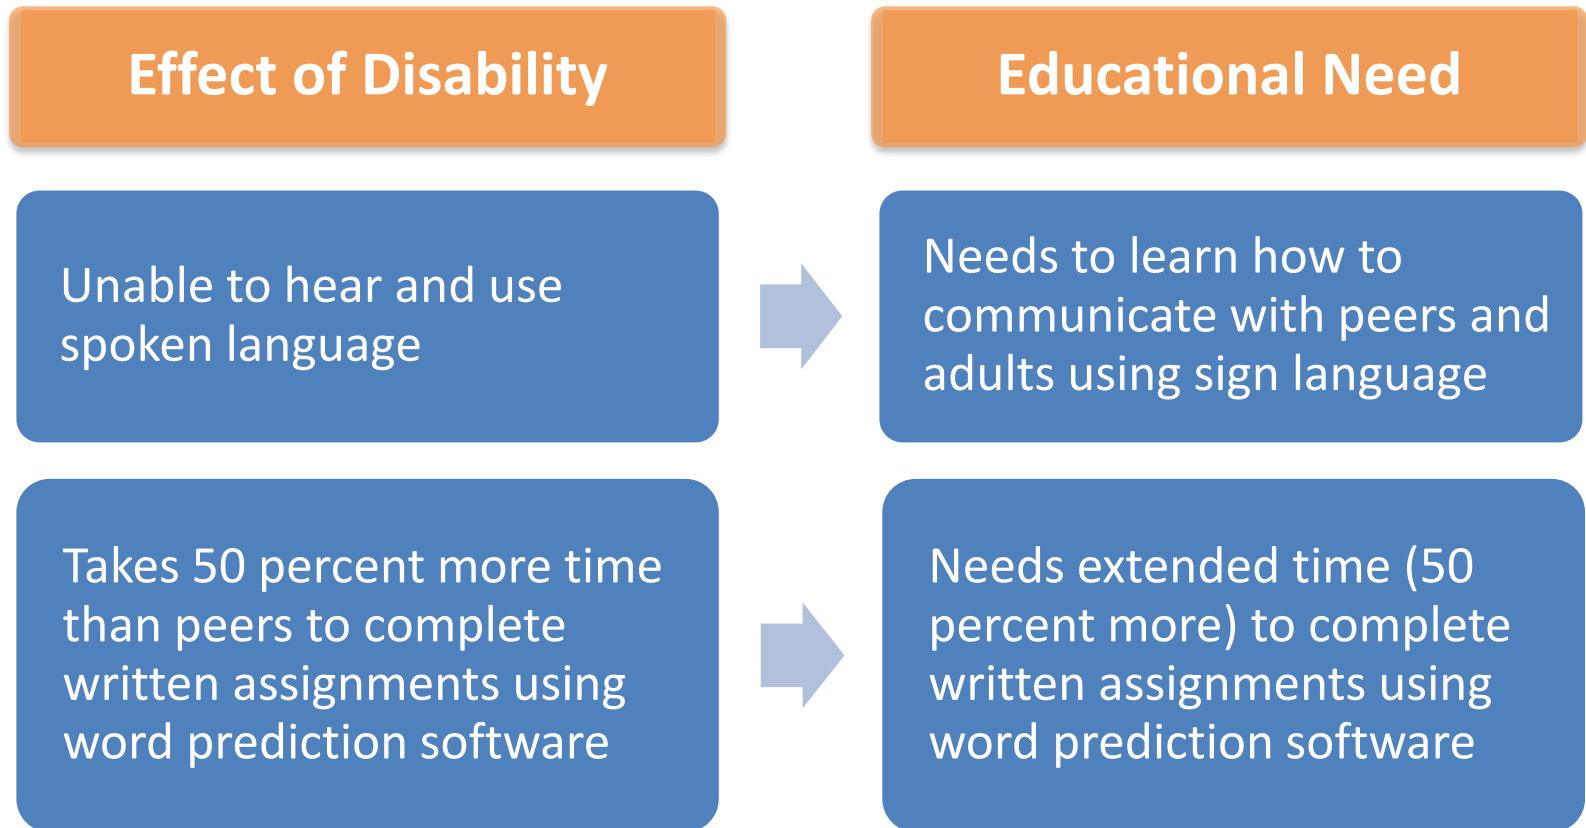 Effect of Disability
Educational Need
Unable to hear and use
spoken language
Needs to learn how to
communicate with peers and
adults using sign language
Takes 50 percent more time
than peers to complete
written assignments using
word prediction software
Needs extended time (50
percent more) to complete
written assignments using
word prediction software